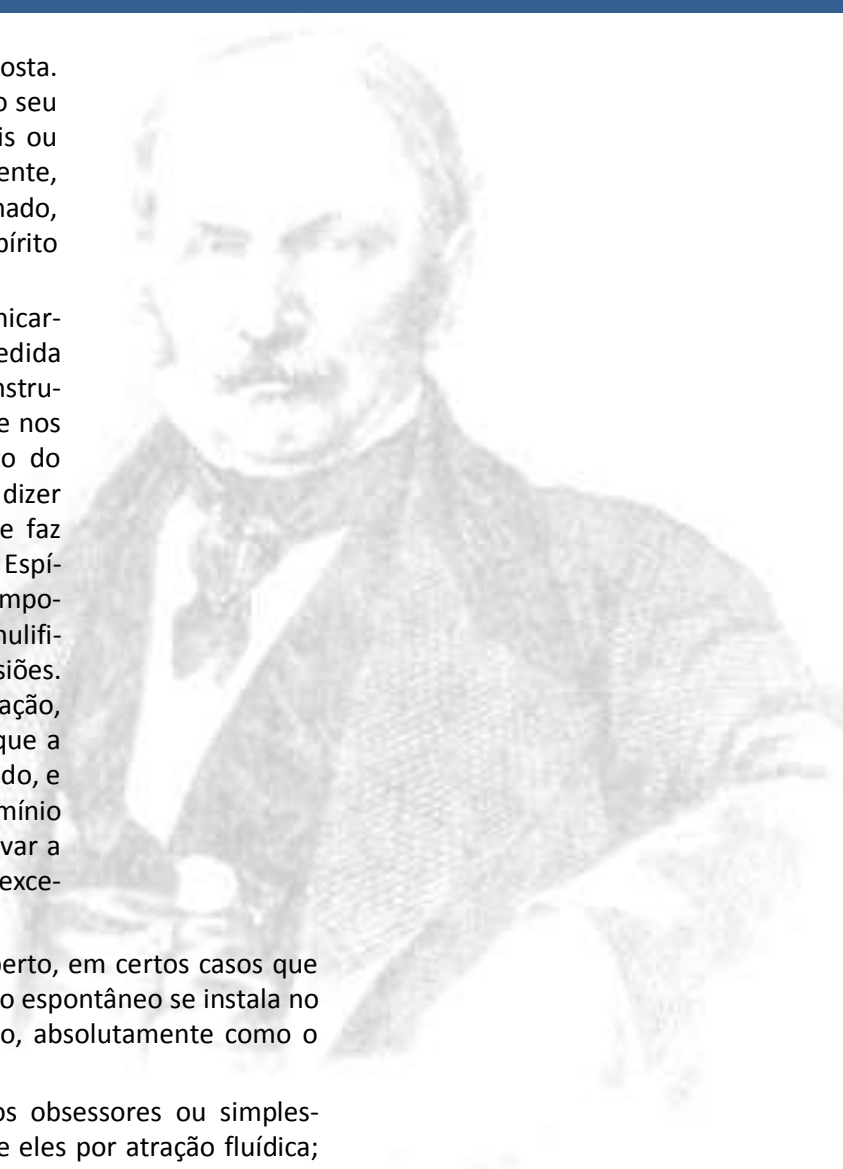 osta.
o seu
is ou
ente,
nado,
pírito
nicar-
edida
nstru-
e nos
o do
dizer
e faz
Espí-
mpo-
nulifi-
siões.
ação,
que a
do, e
mínio
var a
exce-
perto, em certos casos que
o espontâneo se instala no
o, absolutamente como o
os obsessores ou simples-
e eles por atração fluídica;